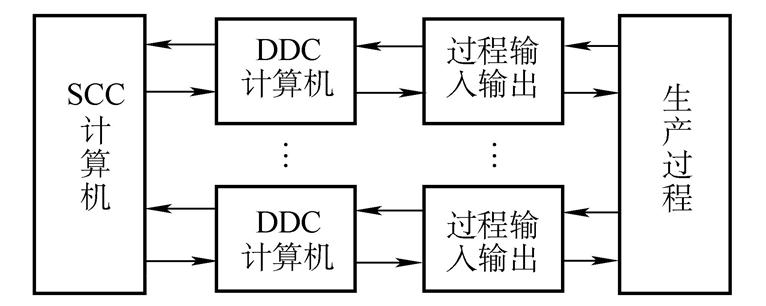 SCC
计
算
机
DDC
计算机
过程输
入输出
生
产
过
程
⋮
⋮
DDC
计算机
过程输
入输出